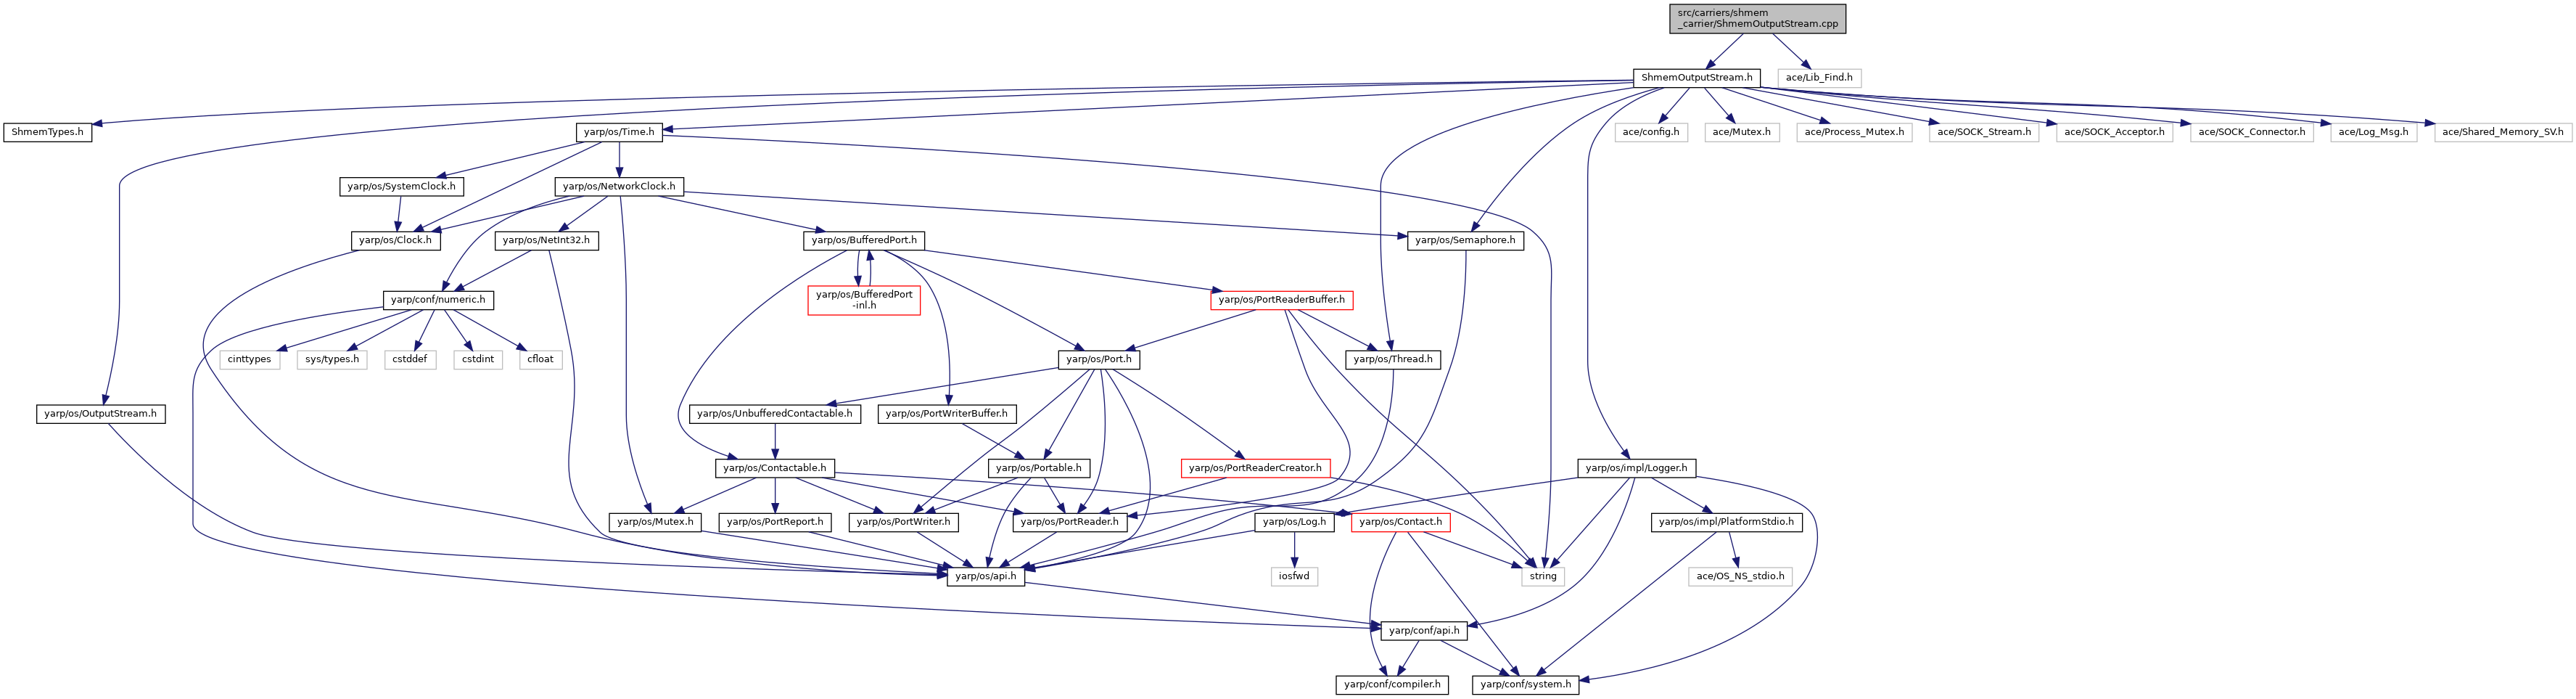 src/carriers/shmem
_carrier/ShmemOutputStream.cpp
ShmemOutputStream.h
ace/Lib_Find.h
ShmemTypes.h
yarp/os/Time.h
ace/config.h
ace/Mutex.h
ace/Process_Mutex.h
ace/SOCK_Stream.h
ace/SOCK_Acceptor.h
ace/SOCK_Connector.h
ace/Log_Msg.h
ace/Shared_Memory_SV.h
yarp/os/SystemClock.h
yarp/os/NetworkClock.h
yarp/os/Clock.h
yarp/os/NetInt32.h
yarp/os/BufferedPort.h
yarp/os/Semaphore.h
yarp/conf/numeric.h
yarp/os/BufferedPort
-inl.h
yarp/os/PortReaderBuffer.h
cinttypes
sys/types.h
cstddef
cstdint
cfloat
yarp/os/Port.h
yarp/os/Thread.h
yarp/os/OutputStream.h
yarp/os/UnbufferedContactable.h
yarp/os/PortWriterBuffer.h
yarp/os/Contactable.h
yarp/os/Portable.h
yarp/os/PortReaderCreator.h
yarp/os/impl/Logger.h
yarp/os/Mutex.h
yarp/os/PortReport.h
yarp/os/PortWriter.h
yarp/os/PortReader.h
yarp/os/Log.h
yarp/os/Contact.h
yarp/os/impl/PlatformStdio.h
yarp/os/api.h
iosfwd
string
ace/OS_NS_stdio.h
yarp/conf/api.h
yarp/conf/compiler.h
yarp/conf/system.h